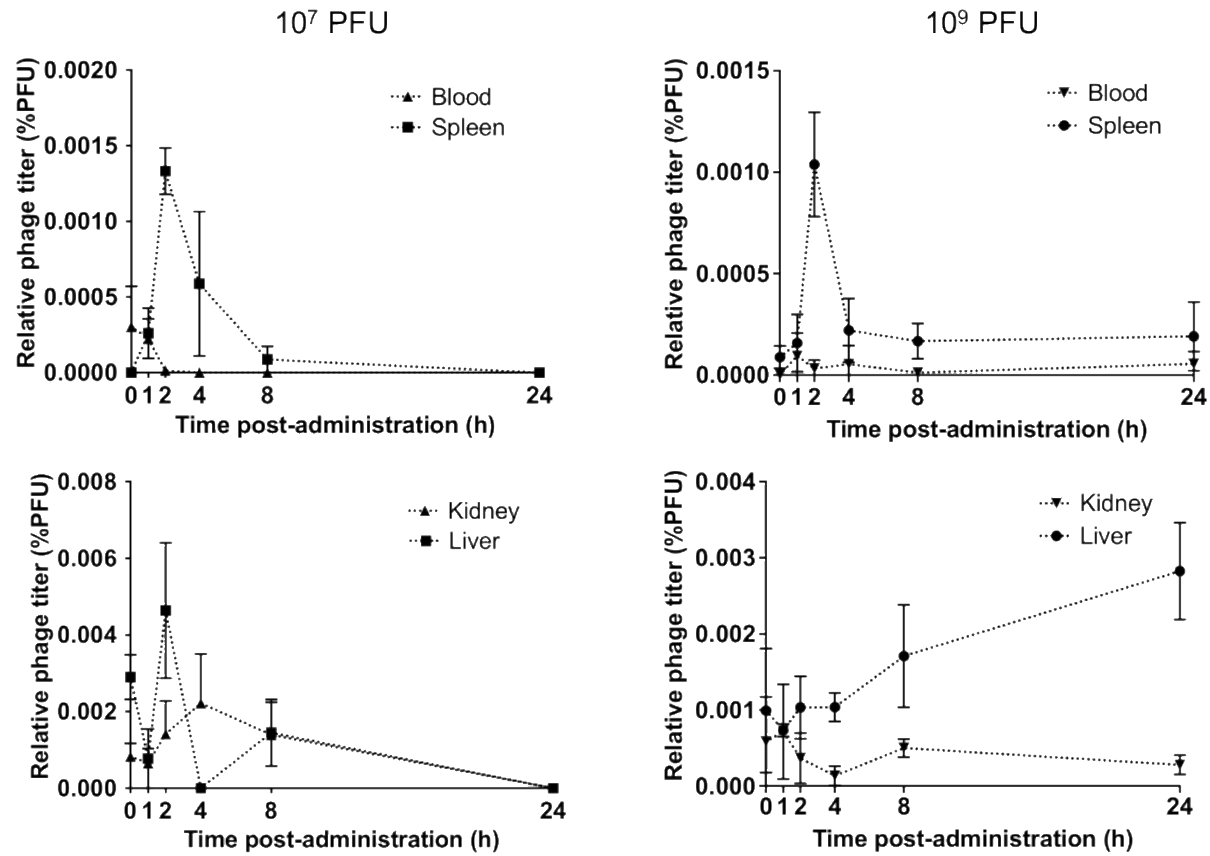 10⁷ PFU
10⁹ PFU
Relative phage titer (%PFU)
0.0020
0.0015
0.0010
0.0005
0.0000
Blood
Spleen
0 1 2 4 8 24
Time post-administration (h)
Relative phage titer (%PFU)
0.0015
0.0010
0.0005
0.0000
Blood
Spleen
0 1 2 4 8 24
Time post-administration (h)
Relative phage titer (%PFU)
0.008
0.006
0.004
0.002
0.000
Kidney
Liver
0 1 2 4 8 24
Time post-administration (h)
Relative phage titer (%PFU)
0.004
0.003
0.002
0.001
0.000
Kidney
Liver
0 1 2 4 8 24
Time post-administration (h)